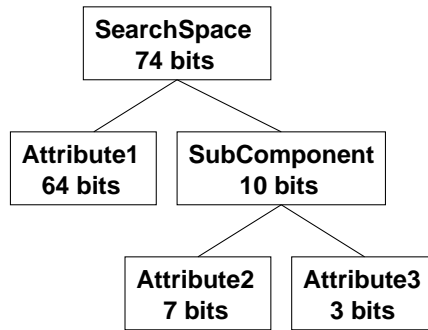 SearchSpace
74 bits
Attribute1
64 bits
SubComponent
10 bits
Attribute2
7 bits
Attribute3
3 bits